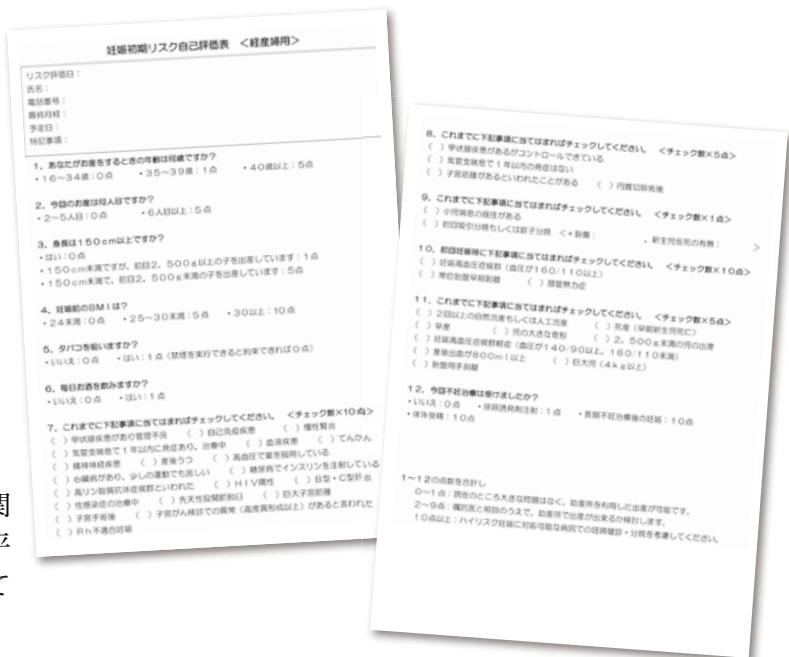 妊娠初期リスク自己評価表 <経産婦用>
リスク評価日：
氏名：
電話番号：
最終月経：
予定日：
特記事項：
1、あなたがお産をするときの年齢は何歳ですか?
・16～34歳：0点 ・35～39歳：1点 ・40歳以上：5点
2、今回のお産は何人目ですか?
・2～5人目：0点 ・6人目以上：5点
3、身長は150cm以上ですか?
・はい：0点
・150cm未満ですが、前回2，500g以上の子を出産しています：1点
・150cm未満で、前回2，500g未満の子を出産しています：5点
4、妊娠前のBMIは?
・24未満：0点 ・25～30未満：5点 ・30以上：10点
5、タバコを吸いますか?
・いいえ：0点 ・はい：1点（禁煙を実行できると約束できれば0点）
6、毎日お酒を飲みますか?
・いいえ：0点 ・はい：1点
7、これまでに下記事項に当てはまればチェックしてください。 <チェック数×10点>
（ ）甲状腺疾患があり管理不良 （ ）自己免疫疾患 （ ）慢性腎炎
（ ）気管支喘息で1年以内に発症あり、治療中 （ ）血液疾患 （ ）てんかん
（ ）精神神経疾患 （ ）産後うつ （ ）高血圧で薬を服用している
（ ）心臓病があり、少しの運動でも苦しい （ ）糖尿病でインスリンを注射している
（ ）高リン脂質抗体症候群といわれた （ ）HIV陽性 （ ）B型・C型肝炎
（ ）性感染症の治療中 （ ）先天性股関節脱臼 （ ）巨大子宮筋腫
（ ）子宮手術後 （ ）子宮がん検診での異常（高度異形成以上）があると言われた
（ ）Rh不適合妊娠
8、これまでに下記事項に当てはまればチェックしてください。 <チェック数×5点>
（ ）甲状腺疾患があるがコントロールできている
（ ）気管支喘息で1年以内の発症はない
（ ）子宮筋腫があるといわれたことがある （ ）円錐切除術後
9、これまでに下記事項に当てはまればチェックしてください。 <チェック数×1点>
（ ）小児喘息の既往がある
（ ）前回吸引分娩もしくは鉗子分娩 <＋裂傷： 、新生児仮死の有無： >
10、前回妊娠時に下記事項に当てはまればチェックしてください。 <チェック数×10点>
（ ）妊娠高血圧症候群（血圧が160/110以上）
（ ）常位胎盤早期剥離 （ ）頸管無力症
11、これまでに下記事項に当てはまればチェックしてください。 <チェック数×5点>
（ ）2回以上の自然流産もしくは人工流産 （ ）死産（早期新生児死亡）
（ ）早産 （ ）児の大きな奇形 （ ）2，500g未満の児の出産
（ ）妊娠高血圧症候群軽症（血圧が140/90以上、160/110未満）
（ ）産後出血が800ml以上 （ ）巨大児（4kg以上）
（ ）胎盤用手剥離
12、今回不妊治療は受けましたか?
・いいえ：0点 ・排卵誘発剤注射：1点 ・長期不妊治療後の妊娠：10点
・体外受精：10点
1～12の点数を合計し
0～1点：現在のところ大きな問題はなく、助産所を利用した出産が可能です。
2～9点：嘱託医と相談のうえで、助産所で出産が出来るか検討します。
10点以上：ハイリスク妊娠に対応可能な病院での妊婦健診・分娩を考慮してください。
関
て